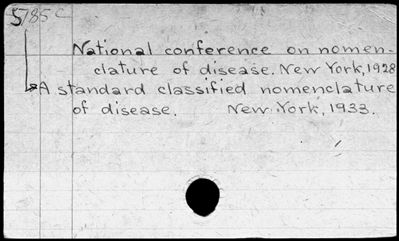 5785c
National conference on nomen-
clature of disease. New York, 1928
A standard classified nomenclature
of disease. New York, 1933.